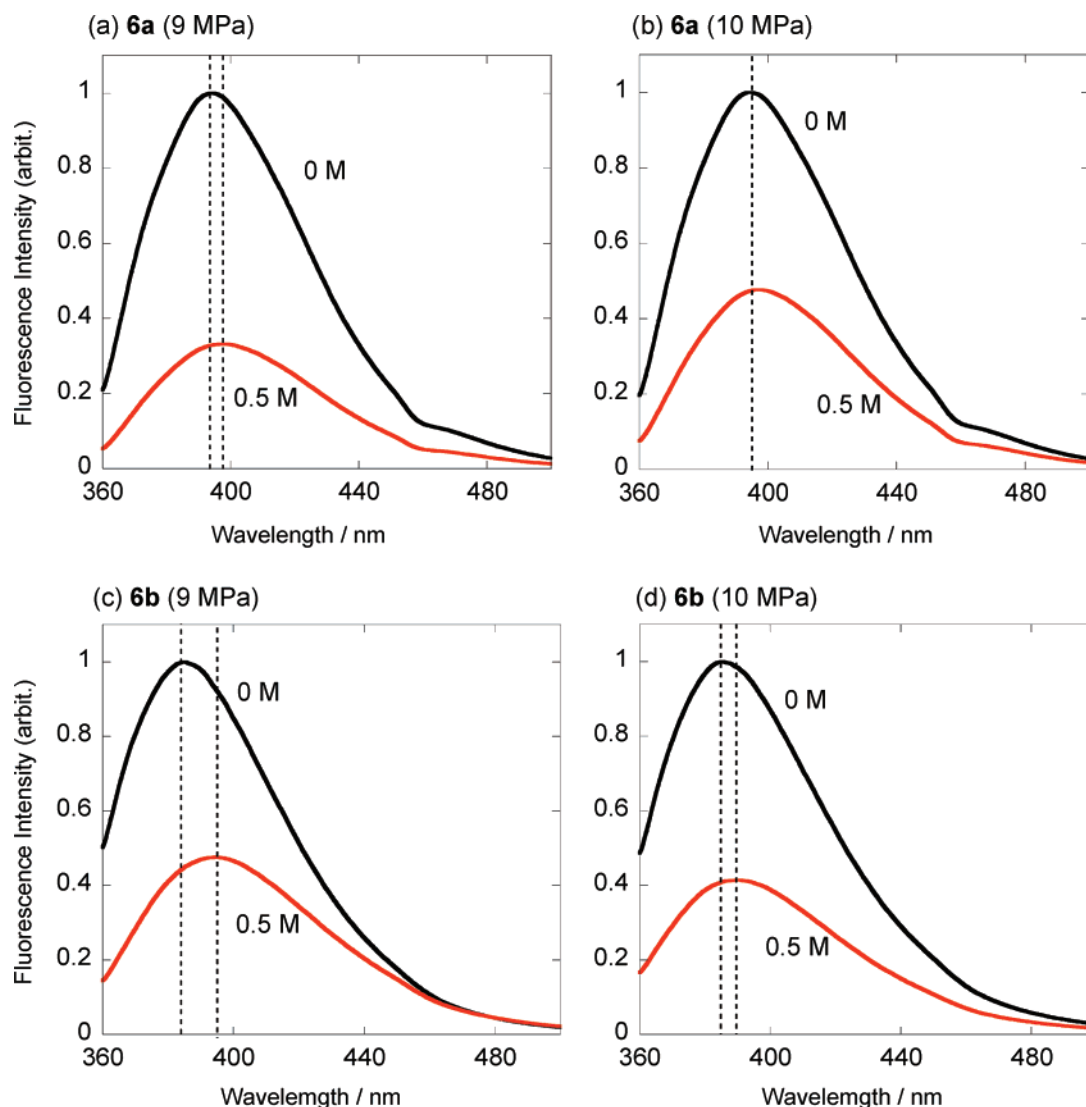 (a) 6a (9 MPa)
Fluorescence Intensity (arbit.)
1
0.8
0.6
0.4
0.2
0
0 M
0.5 M
360 400 440 480
Wavelength / nm
(b) 6a (10 MPa)
1
0.8
0.6
0.4
0.2
0
0 M
0.5 M
360 400 440 480
Wavelength / nm
(c) 6b (9 MPa)
Fluorescence Intensity (arbit.)
1
0.8
0.6
0.4
0.2
0
0 M
0.5 M
360 400 440 480
Wavelemgth / nm
(d) 6b (10 MPa)
1
0.8
0.6
0.4
0.2
0
0 M
0.5 M
360 400 440 480
Wavelemgth / nm